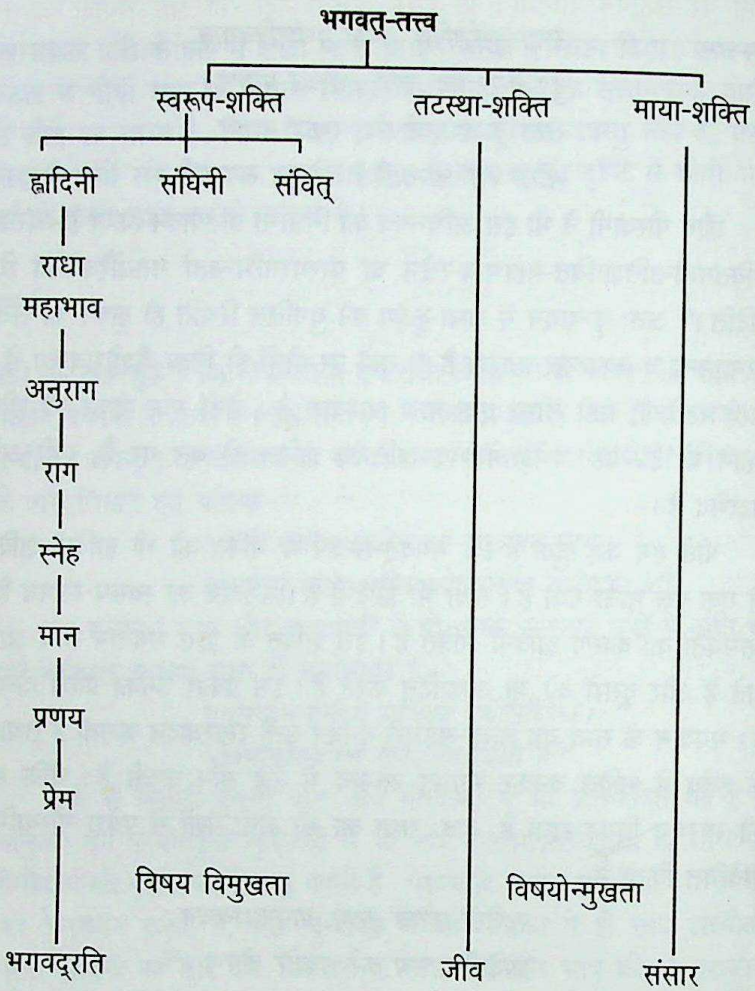 भगवत्-तत्त्व
स्वरूप-शक्ति तटस्था-शक्ति माया-शक्ति
ह्लादिनी संघिनी संवित्
राधा
महाभाव
अनुराग
राग
स्नेह
मान
प्रणय
प्रेम
विषय विमुखता विषयोन्मुखता
भगवद्‌रति जीव संसार